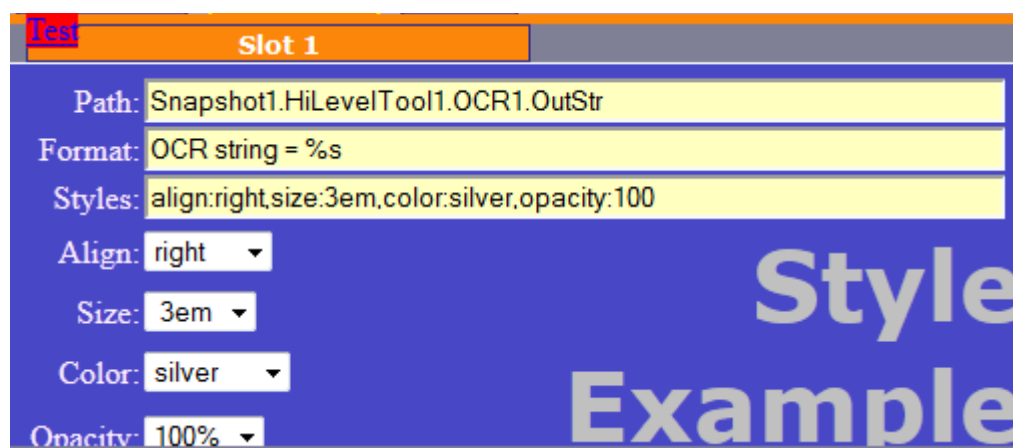 Test
Slot 1
Path: Snapshot1.HiLevelTool1.OCR1.OutStr
Format: OCR string = %s
Styles: align:right,size:3em,color:silver,opacity:100
Align: right
Size: 3em
Color: silver
Opacity: 100%
Style
Example